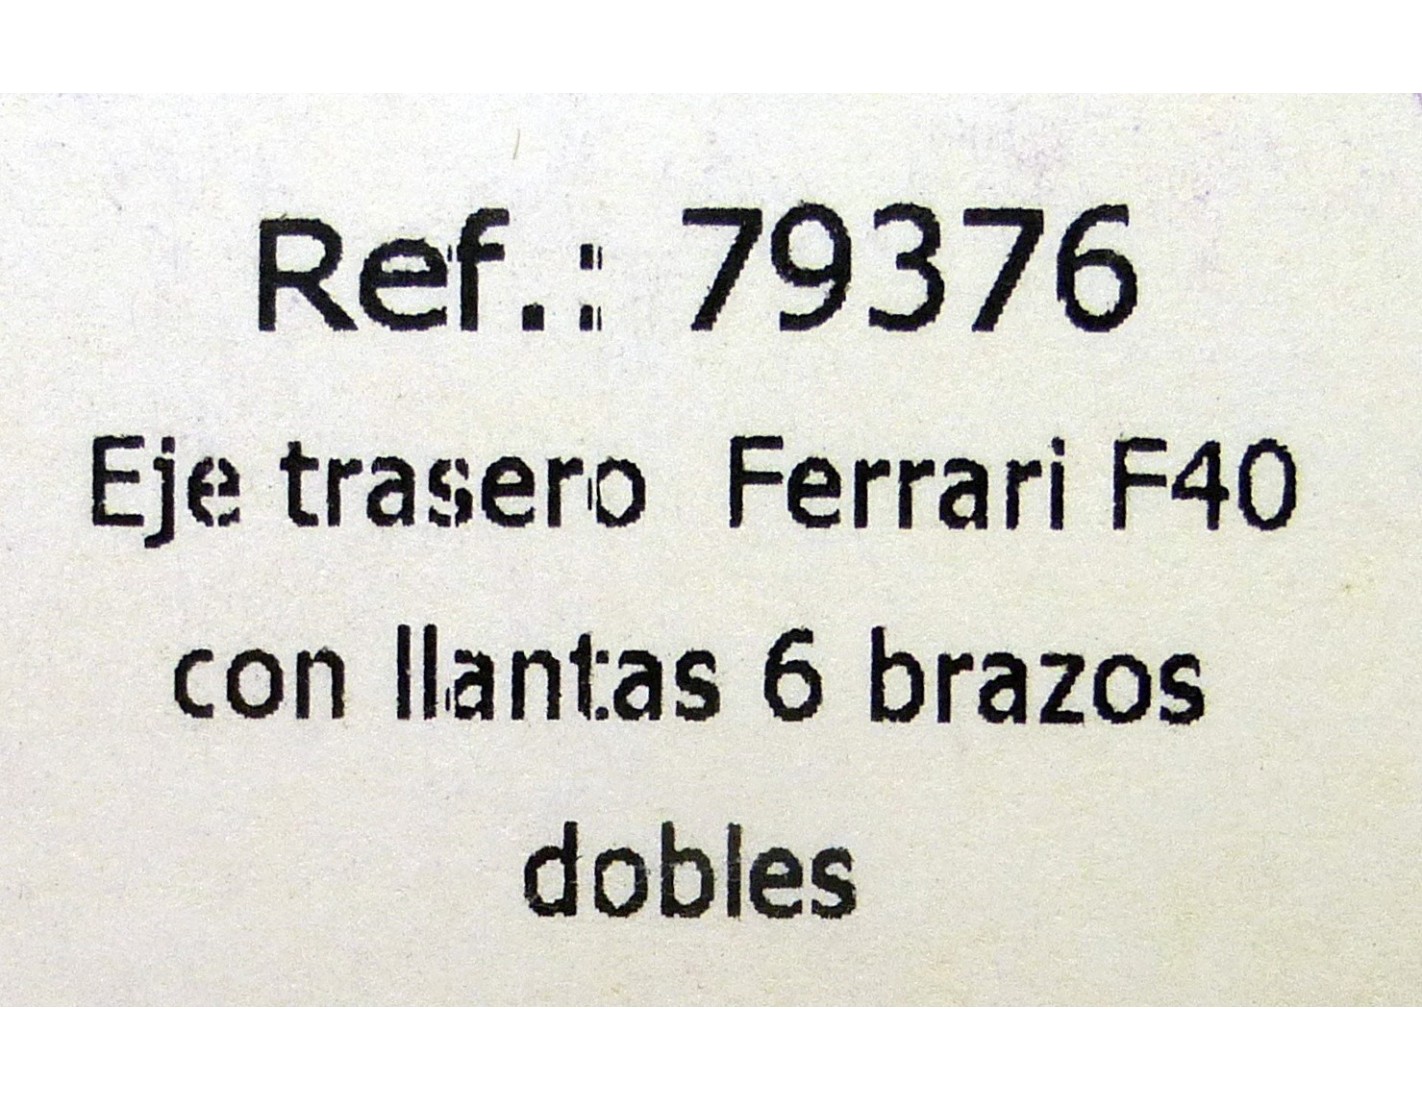 Ref.: 79376
Eje trasero Ferrari F40
con llantas 6 brazos
dobles